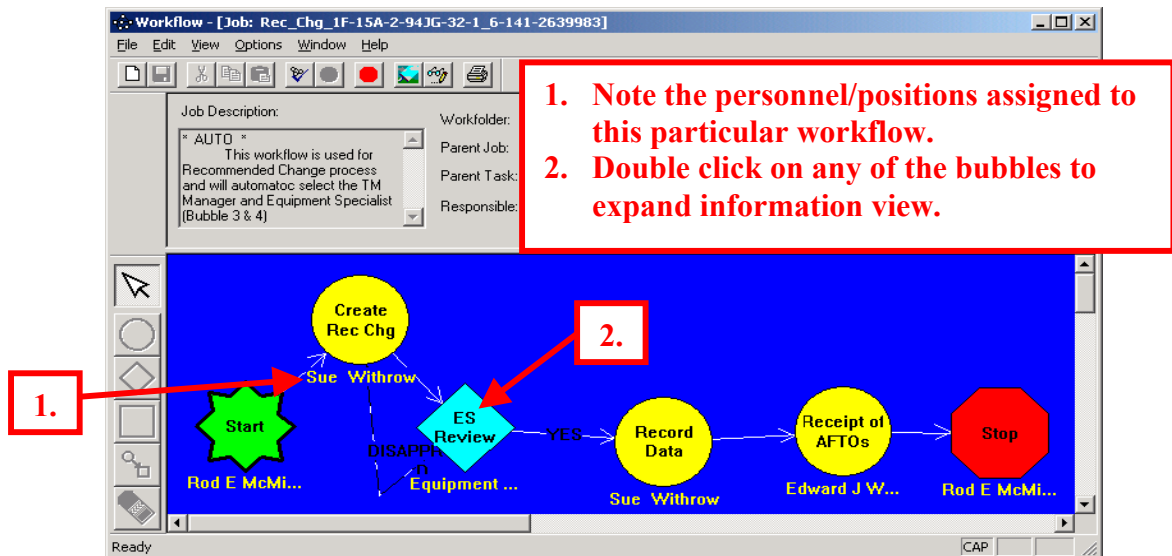 Workflow - [Job: Rec_Chg_1F-15A-2-94JG-32-1_6-141-2639983]
File Edit View Options Window Help
Job Description:
* AUTO *
This workflow is used for
Recommended Change process
and will automatoc select the TM
Manager and Equipment Specialist
(Bubble 3 & 4)
Workfolder:
Parent Job:
Parent Task:
Responsible:
1. Note the personnel/positions assigned to
this particular workflow.
2. Double click on any of the bubbles to
expand information view.
Create
Rec Chg
Sue Withrow
1.
2.
Start
Rod E McMi...
ES
Review
Equipment ...
YES
Record
Data
Sue Withrow
Receipt of
AFTOs
Edward J W...
Stop
Rod E McMi...
Ready
CAP